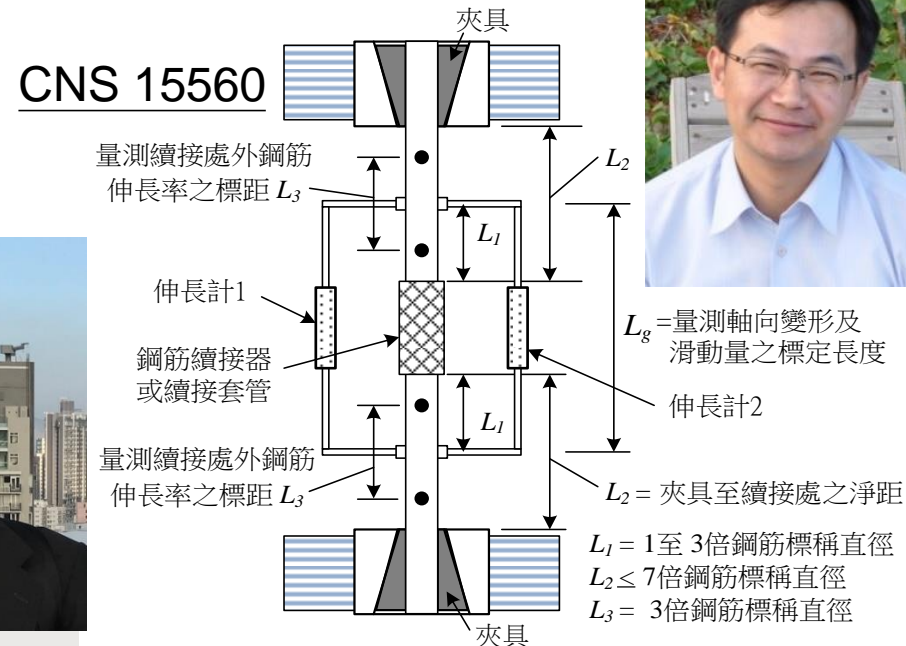 夾具
CNS 15560
量測續接處外鋼筋
伸長率之標距 L₃
L₂
L₁
伸長計1
L_g =量測軸向變形及
滑動量之標定長度
鋼筋續接器
或續接套管
伸長計2
L₁
量測續接處外鋼筋
伸長率之標距 L₃
L₂ = 夾具至續接處之淨距
L₁ = 1至 3倍鋼筋標稱直徑
L₂ ≤ 7倍鋼筋標稱直徑
L₃ = 3倍鋼筋標稱直徑
夾具